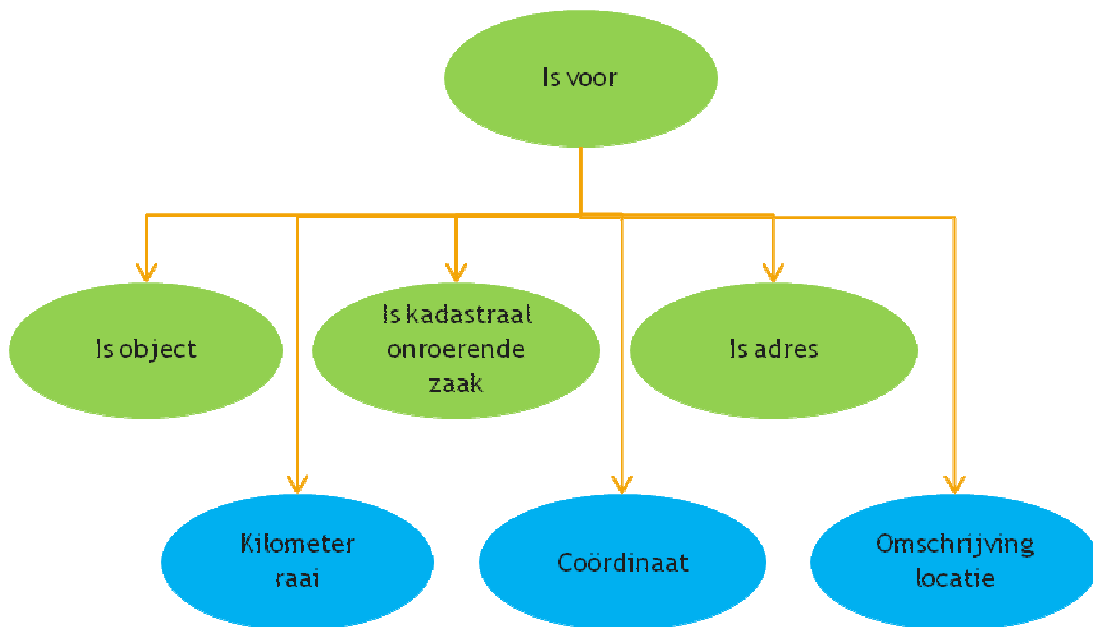 Is voor
Is object
Is kadastraal
onroerende
zaak
Is adres
Kilometer
raai
Coördinaat
Omschrijving
locatie